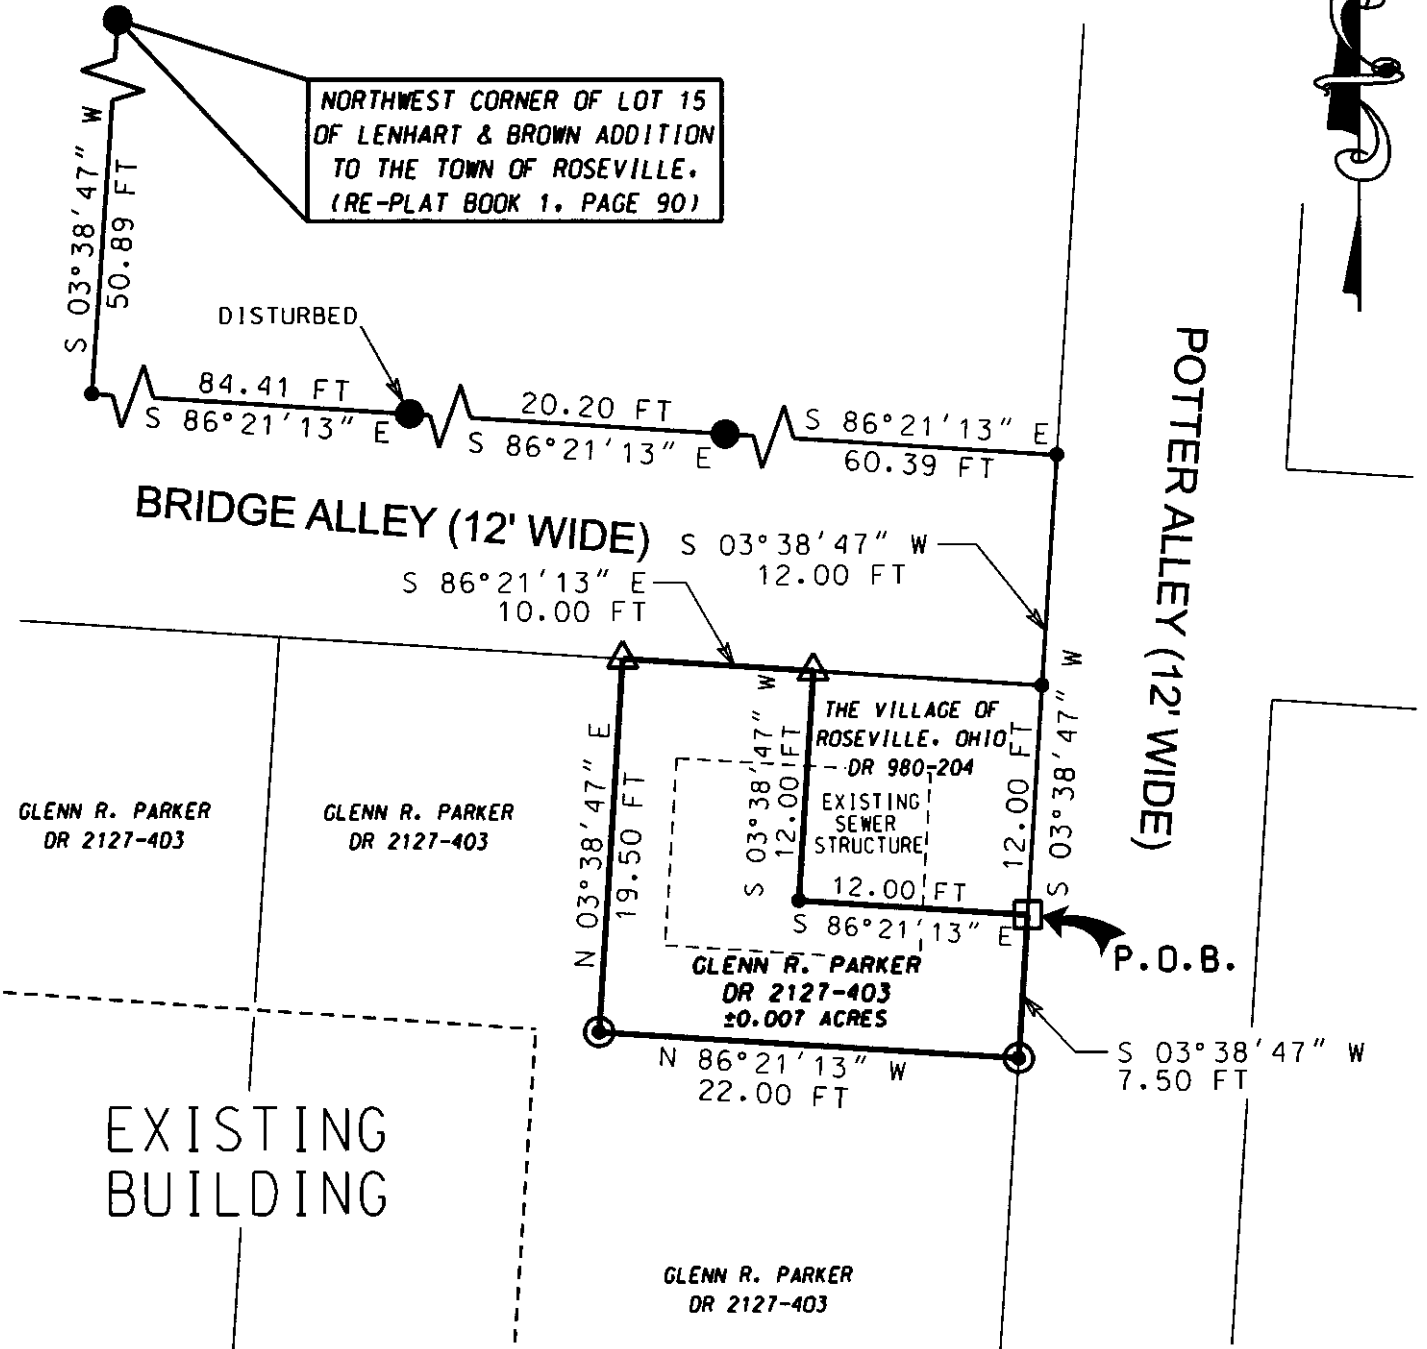 NORTHWEST CORNER OF LOT 15
OF LENHART & BROWN ADDITION
TO THE TOWN OF ROSEVILLE.
(RE-PLAT BOOK 1. PAGE 90)
S 03°38'47" W
50.89 FT
DISTURBED
84.41 FT
S 86°21'13" E
20.20 FT
S 86°21'13" E
S 86°21'13" E
60.39 FT
BRIDGE ALLEY (12' WIDE)
S 03°38'47" W
12.00 FT
S 86°21'13" E
10.00 FT
POTTER ALLEY (12' WIDE)
THE VILLAGE OF
ROSEVILLE. OHIO
DR 980-204
EXISTING
SEWER
STRUCTURE
N 03°38'47" E
19.50 FT
S 03°38'47" W
12.00 FT
12.00 FT
S 03°38'47" W
12.00 FT
S 86°21'13" E
P.O.B.
GLENN R. PARKER
DR 2127-403
GLENN R. PARKER
DR 2127-403
GLENN R. PARKER
DR 2127-403
±0.007 ACRES
N 86°21'13" W
22.00 FT
S 03°38'47" W
7.50 FT
EXISTING
BUILDING
GLENN R. PARKER
DR 2127-403